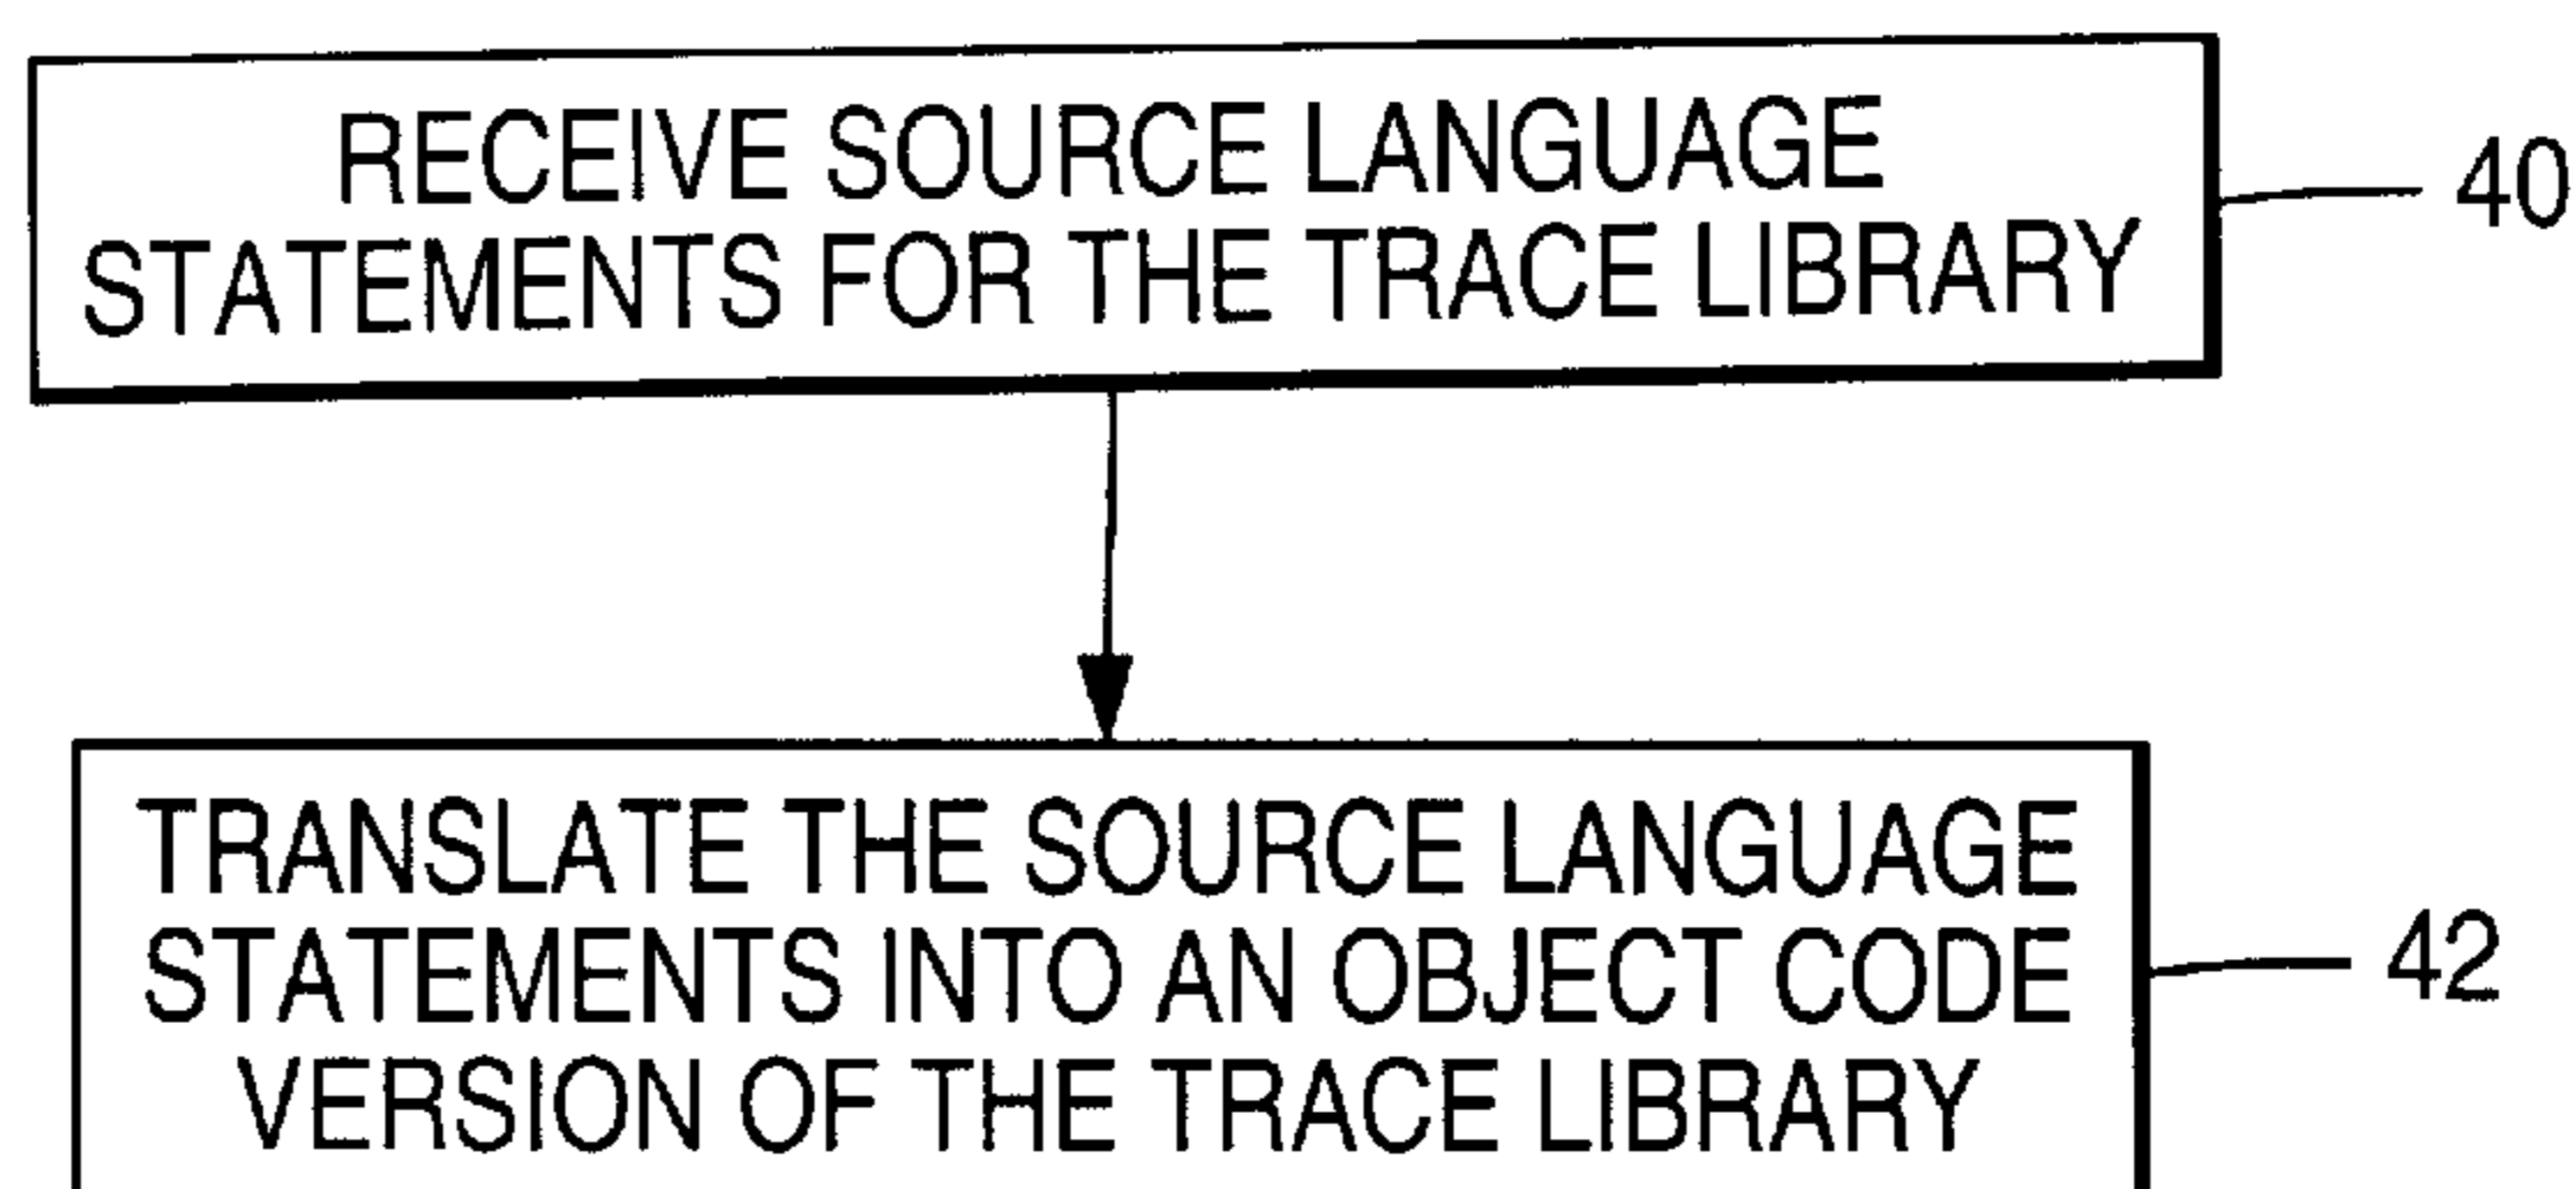 RECEIVE SOURCE LANGUAGE
STATEMENTS FOR THE TRACE LIBRARY
40
TRANSLATE THE SOURCE LANGUAGE
STATEMENTS INTO AN OBJECT CODE
VERSION OF THE TRACE LIBRARY
42